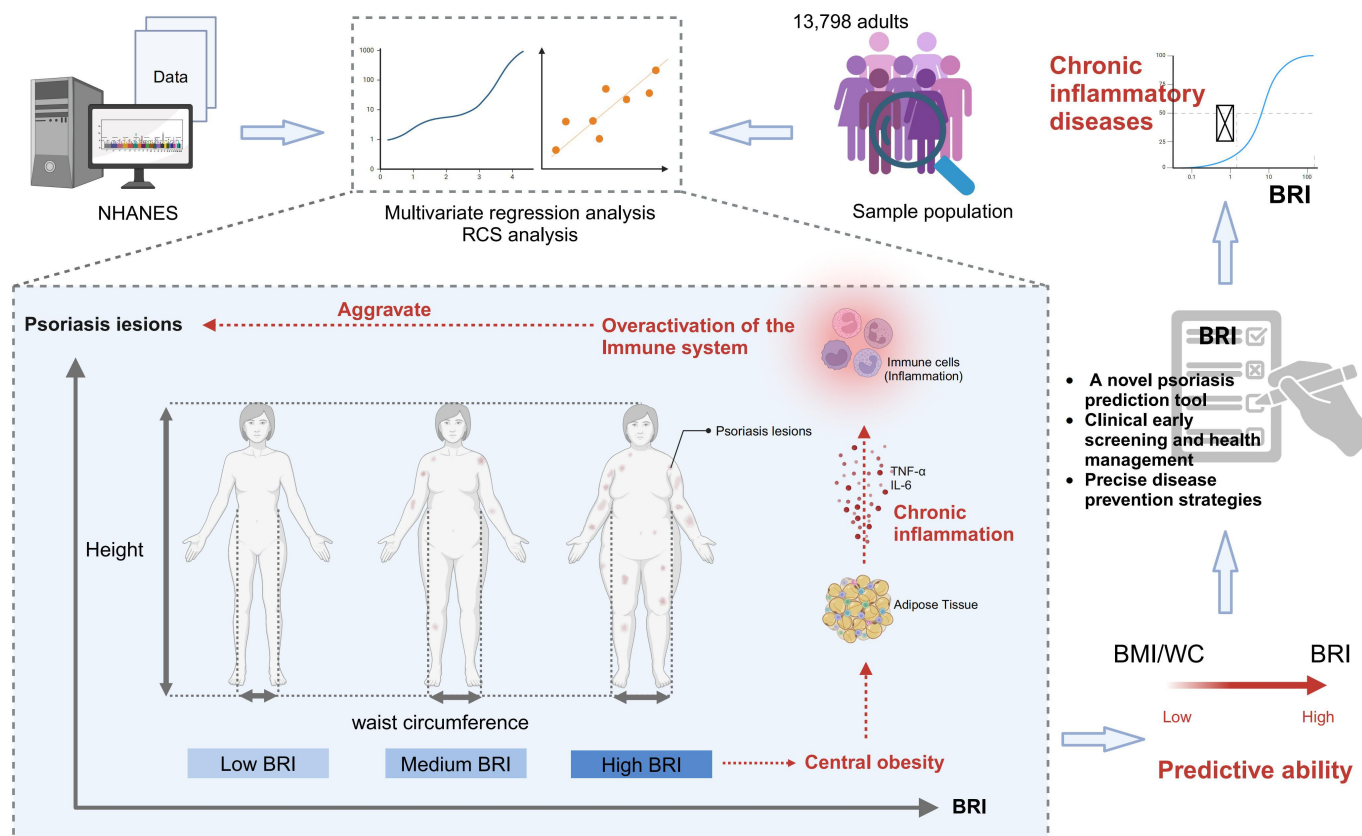 Data
NHANES
1000
100
10
1
0
0
1
2
3
4
Multivariate regression analysis
RCS analysis
13,798 adults
Sample population
Chronic
inflammatory
diseases
100
75
50
25
0
0.1
1
10
100
BRI
Psoriasis lesions
Aggravate
Overactivation of the
Immune system
Immune cells
(Inflammation)
Psoriasis lesions
TNF-α
IL-6
Chronic
inflammation
Adipose Tissue
Height
waist circumference
Low BRI
Medium BRI
High BRI
Central obesity
BRI
BRI
• A novel psoriasis
prediction tool
• Clinical early
screening and health
management
• Precise disease
prevention strategies
BMI/WC
BRI
Low
High
Predictive ability